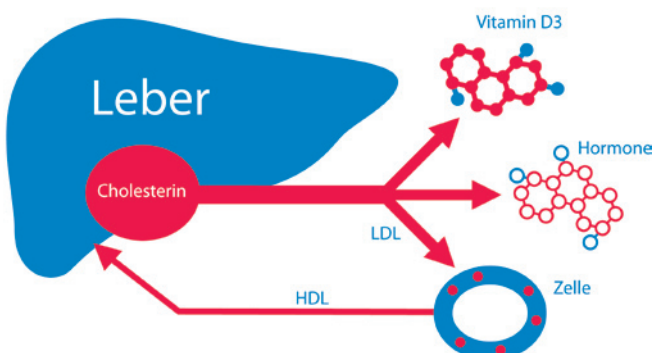 Vitamin D3
Leber
Hormone
Cholesterin
LDL
Zelle
HDL